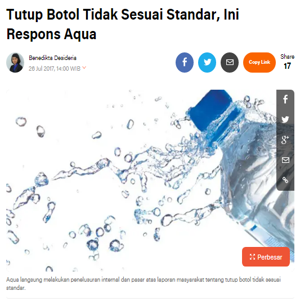 Tutup Botol Tidak Sesuai Standar, Ini
Respons Aqua
Benedikta Desideria
26 Jul 2017, 14:00 WIB
Copy Link
Share
17
Perbesar
Aqua langsung melakukan penelusuran internal dan pasar atas laporan masyarakat tentang tutup botol tidak sesuai
standar.